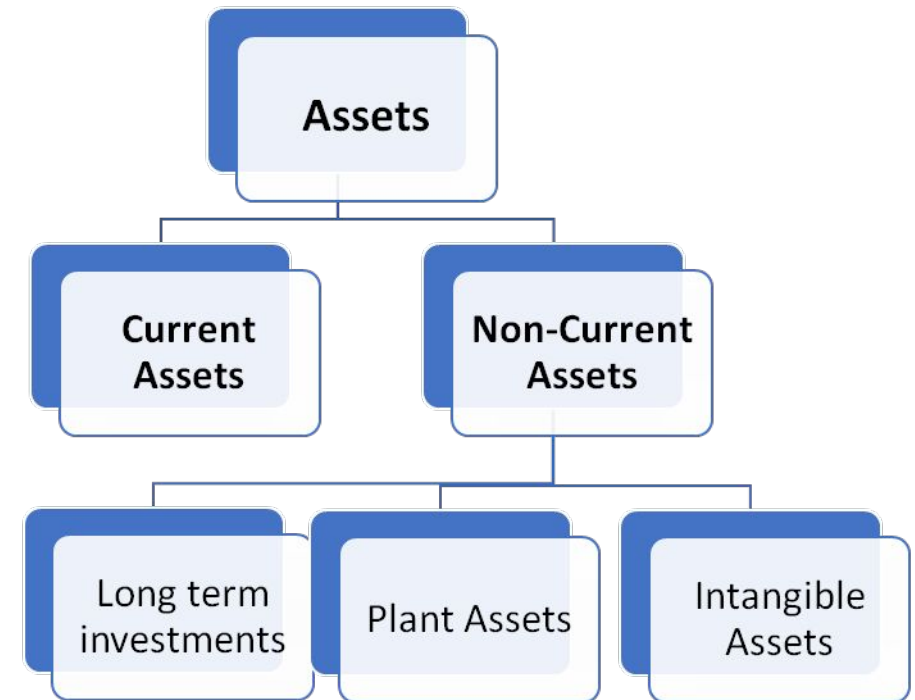 Assets
Current
Assets
Non-Current
Assets
Long term
investments
Plant Assets
Intangible
Assets